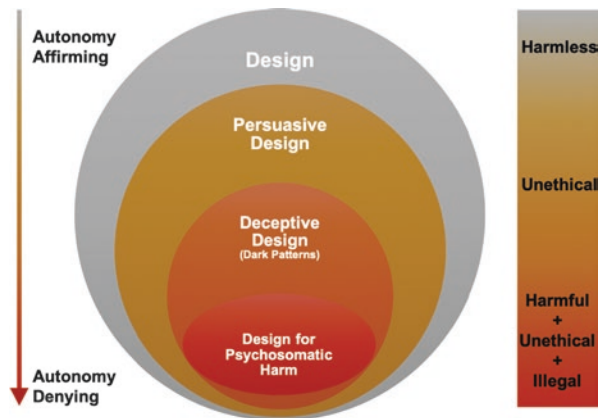 Autonomy
Affirming
Design
Persuasive
Design
Deceptive
Design
(Dark Patterns)
Design for
Psychosomatic
Harm
Autonomy
Denying
Harmless
Unethical
Harmful
+
Unethical
+
Illegal